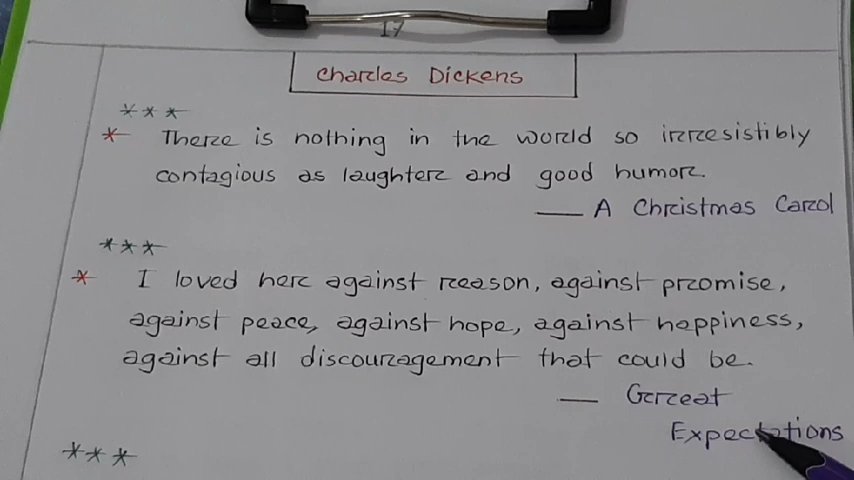 17
Charles Dickens
***
* There is nothing in the world so irresistibly
contagious as laughter and good humor.
— A Christmas Carol
***
* I loved her against reason, against promise,
against peace, against hope, against happiness,
against all discouragement that could be.
— Great
Expectations
***